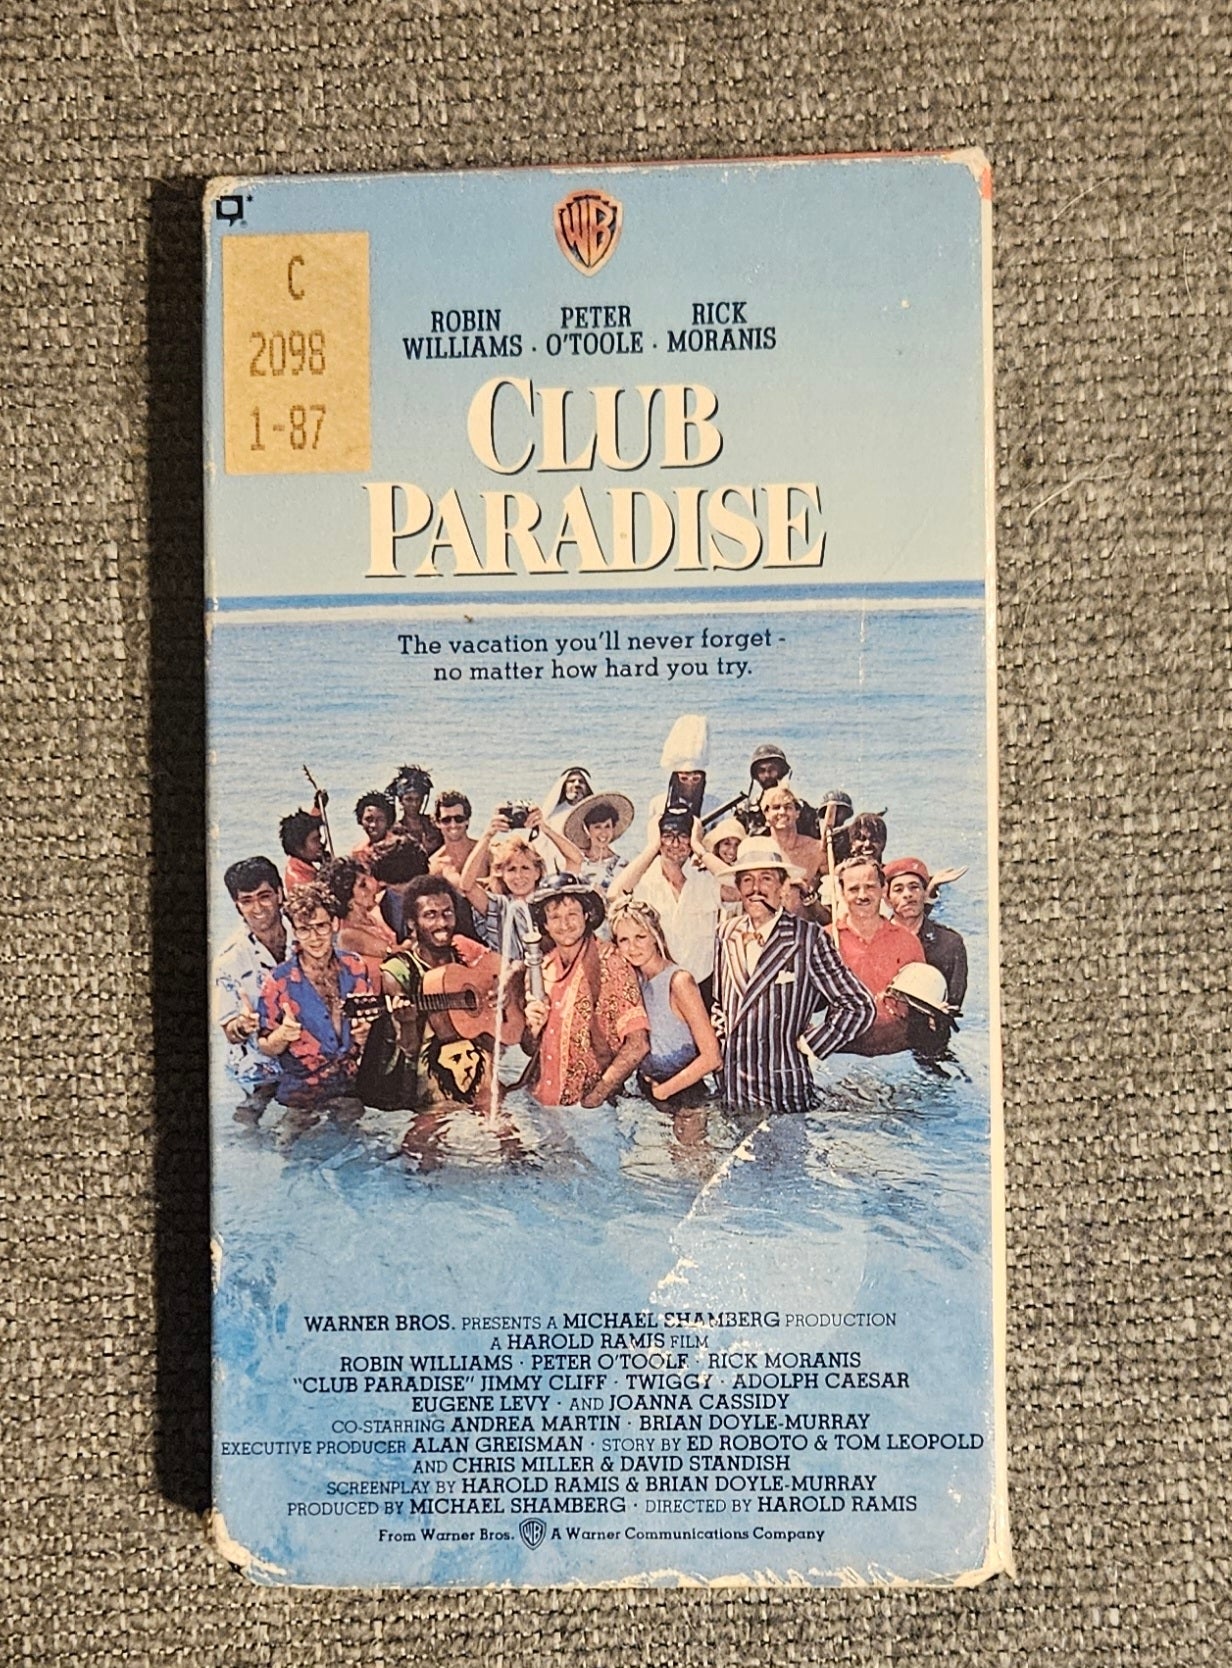 C
2098
1-87
WB
ROBIN PETER RICK
WILLIAMS · O'TOOLE · MORANIS
CLUB
PARADISE
The vacation you'll never forget -
no matter how hard you try.
WARNER BROS. PRESENTS A MICHAEL SHAMBERG PRODUCTION
A HAROLD RAMIS FILM
ROBIN WILLIAMS · PETER O'TOOLE · RICK MORANIS
"CLUB PARADISE" JIMMY CLIFF · TWIGGY · ADOLPH CAESAR
EUGENE LEVY · AND JOANNA CASSIDY
CO-STARRING ANDREA MARTIN · BRIAN DOYLE-MURRAY
EXECUTIVE PRODUCER ALAN GREISMAN · STORY BY ED ROBOTO & TOM LEOPOLD
AND CHRIS MILLER & DAVID STANDISH
SCREENPLAY BY HAROLD RAMIS & BRIAN DOYLE-MURRAY
PRODUCED BY MICHAEL SHAMBERG · DIRECTED BY HAROLD RAMIS
From Warner Bros. WB A Warner Communications Company